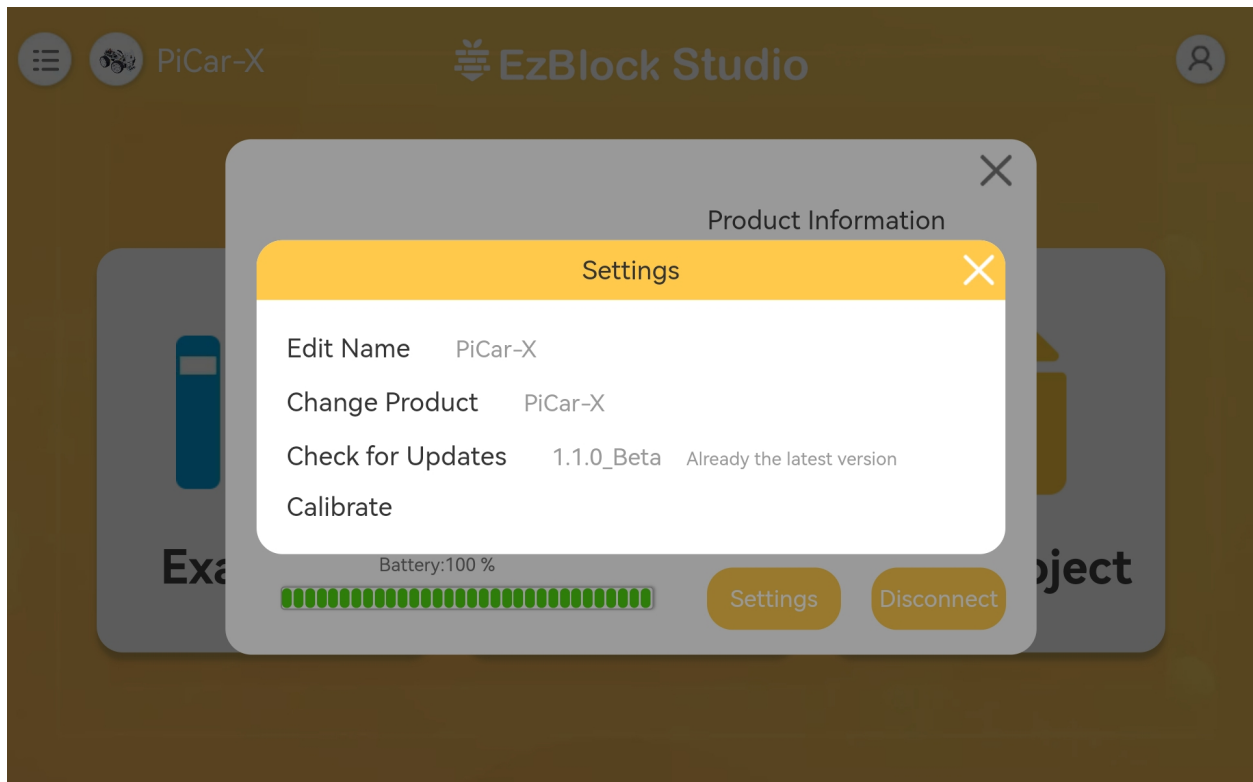 PiCar-X
EzBlock Studio
Product Information
Settings
Edit Name PiCar-X
Change Product PiCar-X
Check for Updates 1.1.0_Beta Already the latest version
Calibrate
Battery:100 %
Settings Disconnect